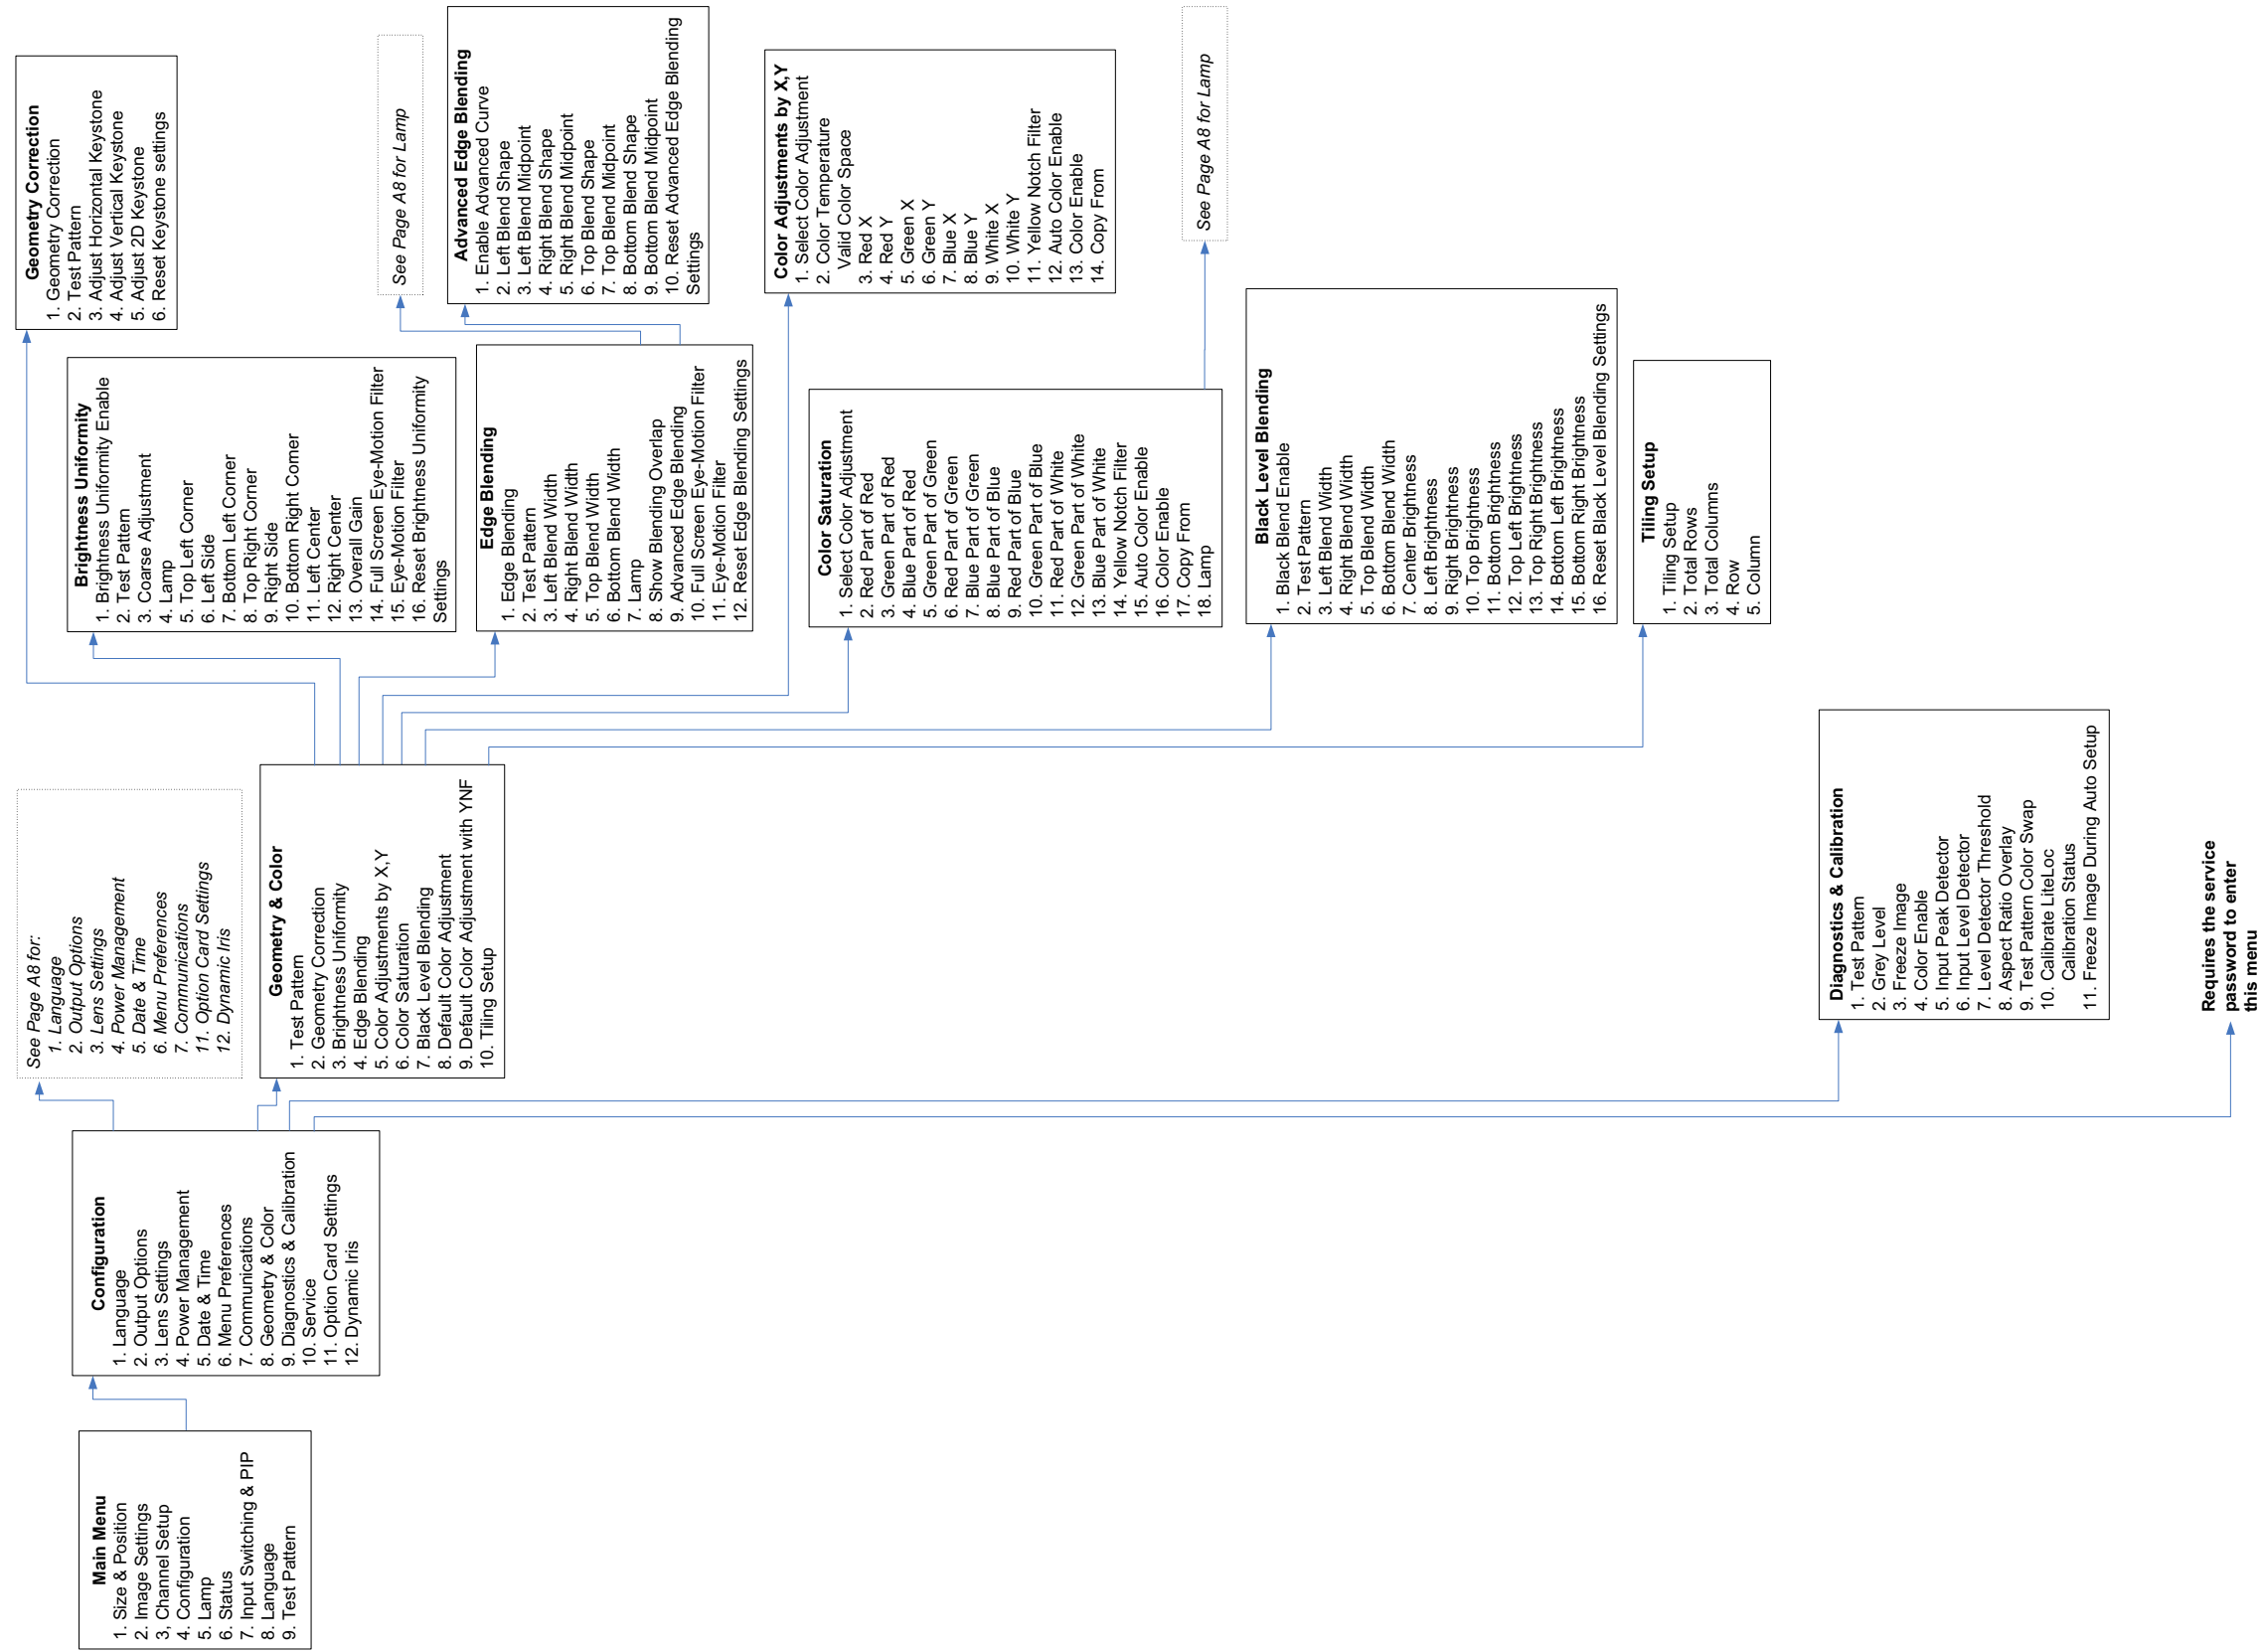 Main Menu
1. Size & Position
2. Image Settings
3, Channel Setup
4. Configuration
5. Lamp
6. Status
7. Input Switching & PIP
8. Language
9. Test Pattern
Configuration
1. Language
2. Output Options
3. Lens Settings
4. Power Management
5. Date & Time
6. Menu Preferences
7. Communications
8. Geometry & Color
9. Diagnostics & Calibration
10. Service
11. Option Card Settings
12. Dynamic Iris
See Page A8 for:
1. Language
2. Output Options
3. Lens Settings
4. Power Management
5. Date & Time
6. Menu Preferences
7. Communications
11. Option Card Settings
12. Dynamic Iris
Geometry & Color
1. Test Pattern
2. Geometry Correction
3. Brightness Uniformity
4. Edge Blending
5. Color Adjustments by X,Y
6. Color Saturation
7. Black Level Blending
8. Default Color Adjustment
9. Default Color Adjustment with YNF
10. Tiling Setup
Diagnostics & Calibration
1. Test Pattern
2. Grey Level
3. Freeze Image
4. Color Enable
5. Input Peak Detector
6. Input Level Detector
7. Level Detector Threshold
8. Aspect Ratio Overlay
9. Test Pattern Color Swap
10. Calibrate LiteLoc
Calibration Status
11. Freeze Image During Auto Setup
Requires the service
password to enter
this menu
Geometry Correction
1. Geometry Correction
2. Test Pattern
3. Adjust Horizontal Keystone
4. Adjust Vertical Keystone
5. Adjust 2D Keystone
6. Reset Keystone settings
Brightness Uniformity
1. Brightness Uniformity Enable
2. Test Pattern
3. Coarse Adjustment
4. Lamp
5. Top Left Corner
6. Left Side
7. Bottom Left Corner
8. Top Right Corner
9. Right Side
10. Bottom Right Corner
11. Left Center
12. Right Center
13. Overall Gain
14. Full Screen Eye-Motion Filter
15. Eye-Motion Filter
16. Reset Brightness Uniformity
Settings
Edge Blending
1. Edge Blending
2. Test Pattern
3. Left Blend Width
4. Right Blend Width
5. Top Blend Width
6. Bottom Blend Width
7. Lamp
8. Show Blending Overlap
9. Advanced Edge Blending
10. Full Screen Eye-Motion Filter
11. Eye-Motion Filter
12. Reset Edge Blending Settings
See Page A8 for Lamp
Advanced Edge Blending
1. Enable Advanced Curve
2. Left Blend Shape
3. Left Blend Midpoint
4. Right Blend Shape
5. Right Blend Midpoint
6. Top Blend Shape
7. Top Blend Midpoint
8. Bottom Blend Shape
9. Bottom Blend Midpoint
10. Reset Advanced Edge Blending
Settings
Color Adjustments by X,Y
1. Select Color Adjustment
2. Color Temperature
Valid Color Space
3. Red X
4. Red Y
5. Green X
6. Green Y
7. Blue X
8. Blue Y
9. White X
10. White Y
11. Yellow Notch Filter
12. Auto Color Enable
13. Color Enable
14. Copy From
Color Saturation
1. Select Color Adjustment
2. Red Part of Red
3. Green Part of Red
4. Blue Part of Red
5. Green Part of Green
6. Red Part of Green
7. Blue Part of Green
8. Blue Part of Blue
9. Red Part of Blue
10. Green Part of Blue
11. Red Part of White
12. Green Part of White
13. Blue Part of White
14. Yellow Notch Filter
15. Auto Color Enable
16. Color Enable
17. Copy From
18. Lamp
See Page A8 for Lamp
Black Level Blending
1. Black Blend Enable
2. Test Pattern
3. Left Blend Width
4. Right Blend Width
5. Top Blend Width
6. Bottom Blend Width
7. Center Brightness
8. Left Brightness
9. Right Brightness
10. Top Brightness
11. Bottom Brightness
12. Top Left Brightness
13. Top Right Brightness
14. Bottom Left Brightness
15. Bottom Right Brightness
16. Reset Black Level Blending Settings
Tiling Setup
1. Tiling Setup
2. Total Rows
3. Total Columns
4. Row
5. Column